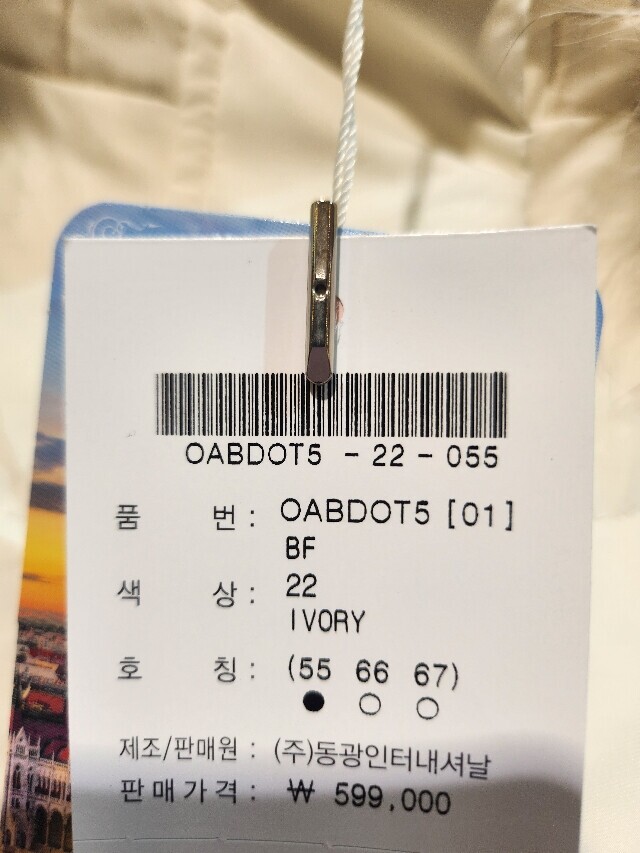 OABDOT5 - 22 - 055
품 번 : OABDOT5 [01]
BF
색 상 : 22
IVORY
호 칭 : (55 66 67)
제조/판매원 : (주)동광인터내셔날
판매가격 : ₩ 599,000